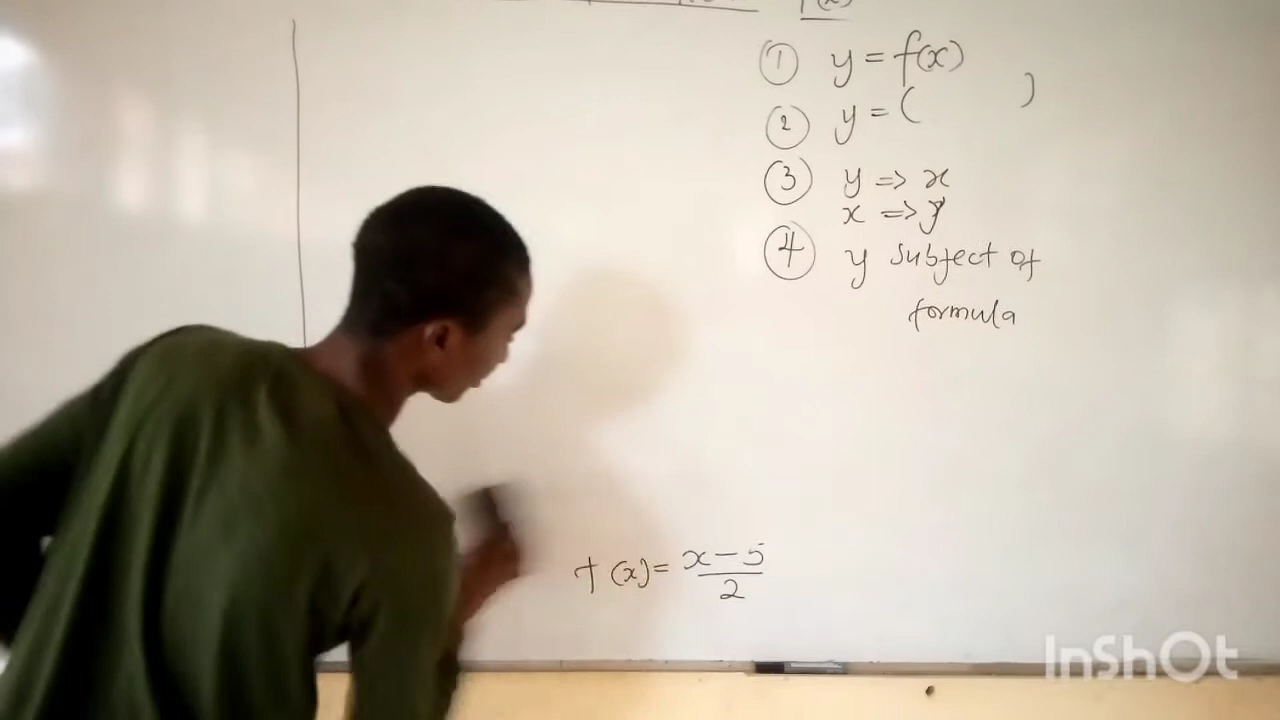 f(x)
① y = f(x)
② y = ( )
③ y => x
x => y
④ y subject of
formula
f(x) = x - 5 / 2
InShOt